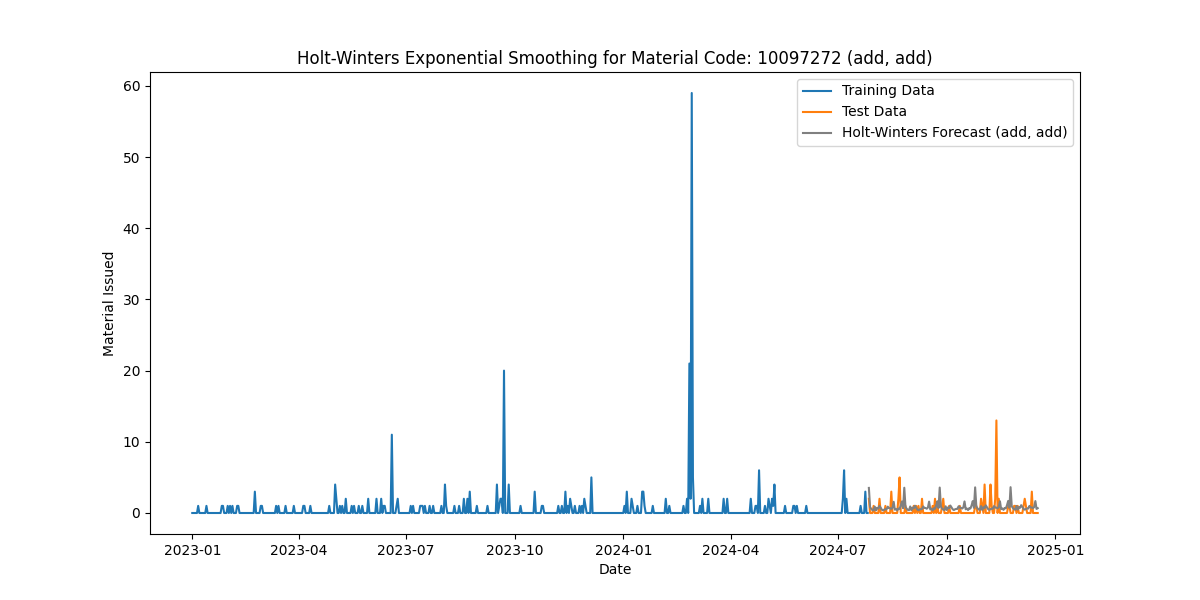 Holt-Winters Exponential Smoothing for Material Code: 10097272 (add, add)
Training Data
Test Data
Holt-Winters Forecast (add, add)
Material Issued
60
50
40
30
20
10
0
2023-01
2023-04
2023-07
2023-10
2024-01
2024-04
2024-07
2024-10
2025-01
Date